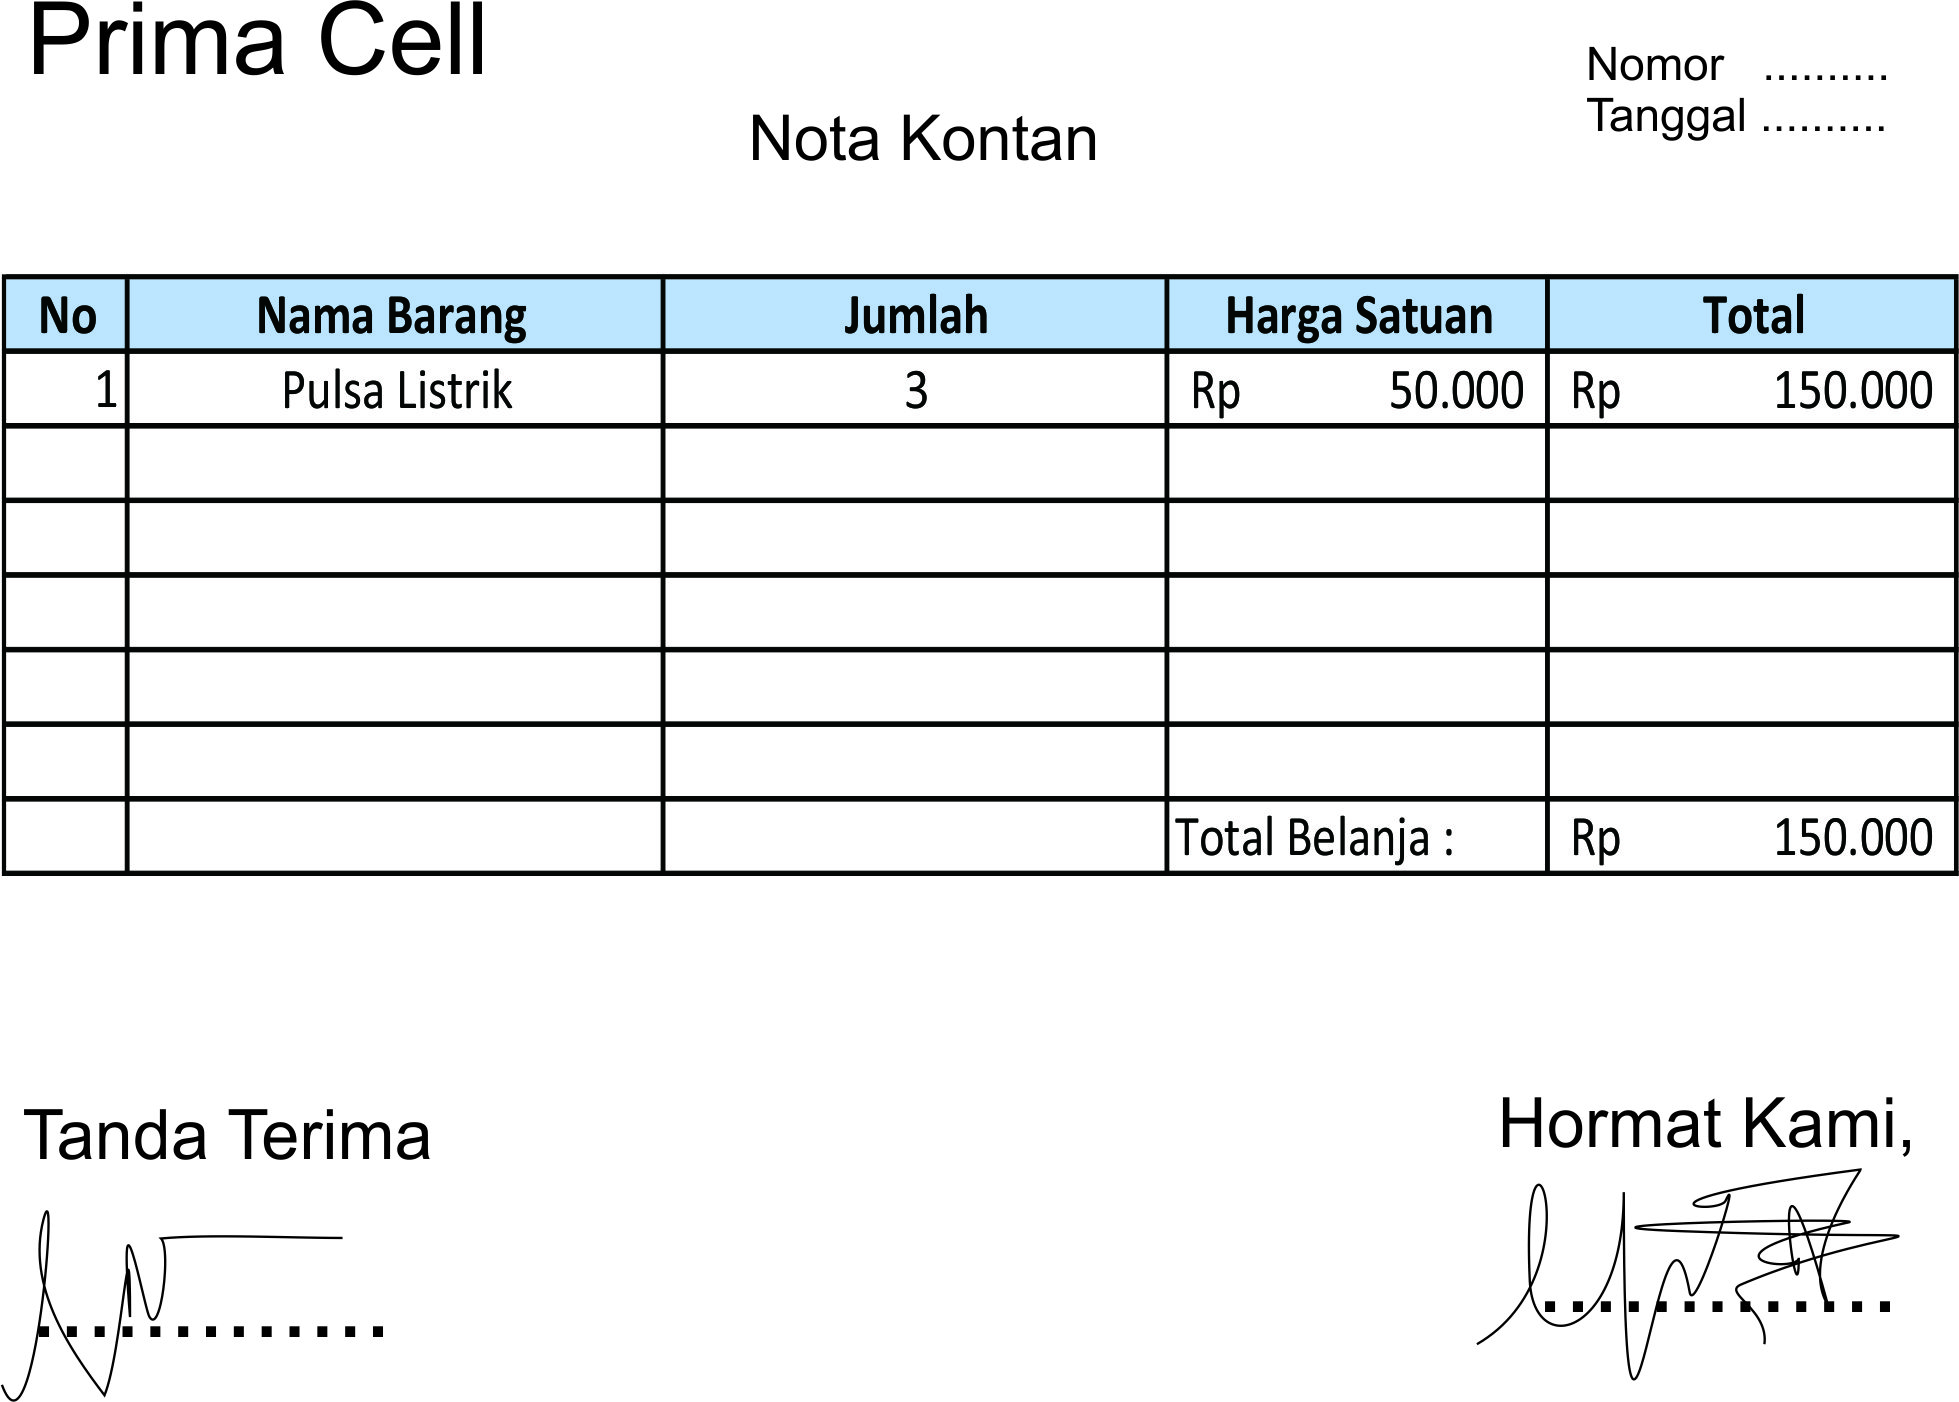 Prima Cell
Nomor ..........
Tanggal ..........
Nota Kontan
No Nama Barang Jumlah Harga Satuan Total
1 Pulsa Listrik 3 Rp 50.000 Rp 150.000
Total Belanja : Rp 150.000
Tanda Terima
Hormat Kami,
.............
.............